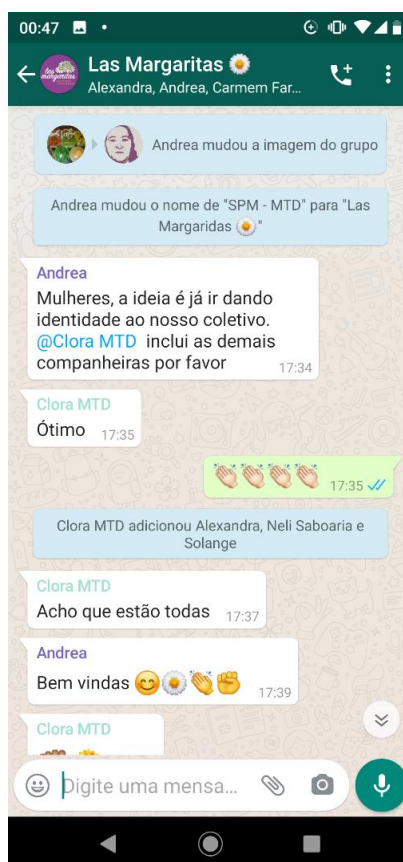 00:47
Las Margaritas
Alexandra, Andrea, Carmem Far...
Andrea mudou a imagem do grupo
Andrea mudou o nome de "SPM - MTD" para "Las
Margaridas 🌼"
Andrea
Mulheres, a ideia é já ir dando
identidade ao nosso coletivo.
@Clora MTD inclui as demais
companheiras por favor
17:34
Clora MTD
Ótimo 17:35
👏🏻👏🏻👏🏻👏🏻 17:35
Clora MTD adicionou Alexandra, Neli Saboaria e
Solange
Clora MTD
Acho que estão todas 17:37
Andrea
Bem vindas 😊🌼👏✊ 17:39
Clora MTD
Digite uma mensa...